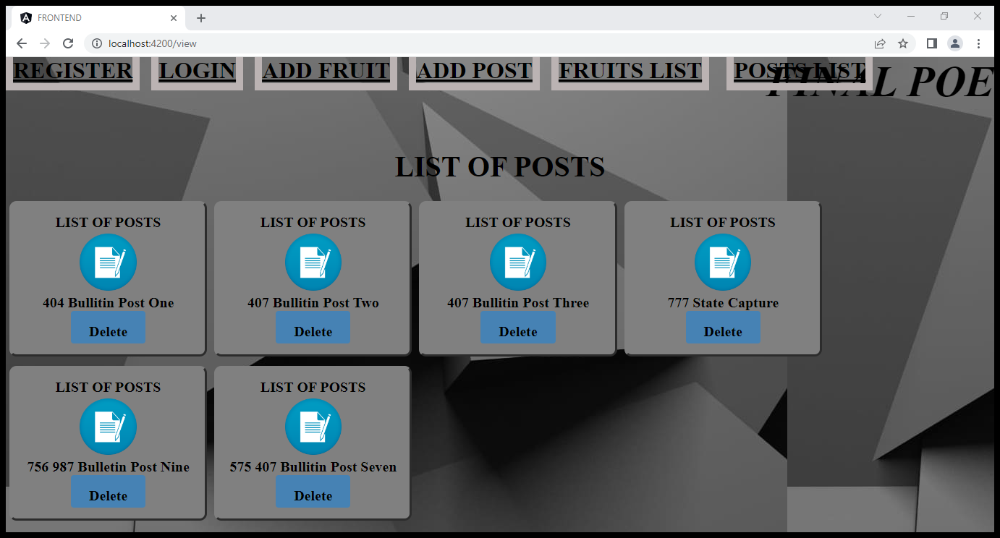 FRONTEND
localhost:4200/view
REGISTER LOGIN ADD FRUIT ADD POST FRUITS LIST POSTS LIST
FINAL POE
LIST OF POSTS
LIST OF POSTS LIST OF POSTS LIST OF POSTS LIST OF POSTS
404 Bullitin Post One 407 Bullitin Post Two 407 Bullitin Post Three 777 State Capture
Delete Delete Delete Delete
LIST OF POSTS LIST OF POSTS
756 987 Bulletin Post Nine 575 407 Bullitin Post Seven
Delete Delete